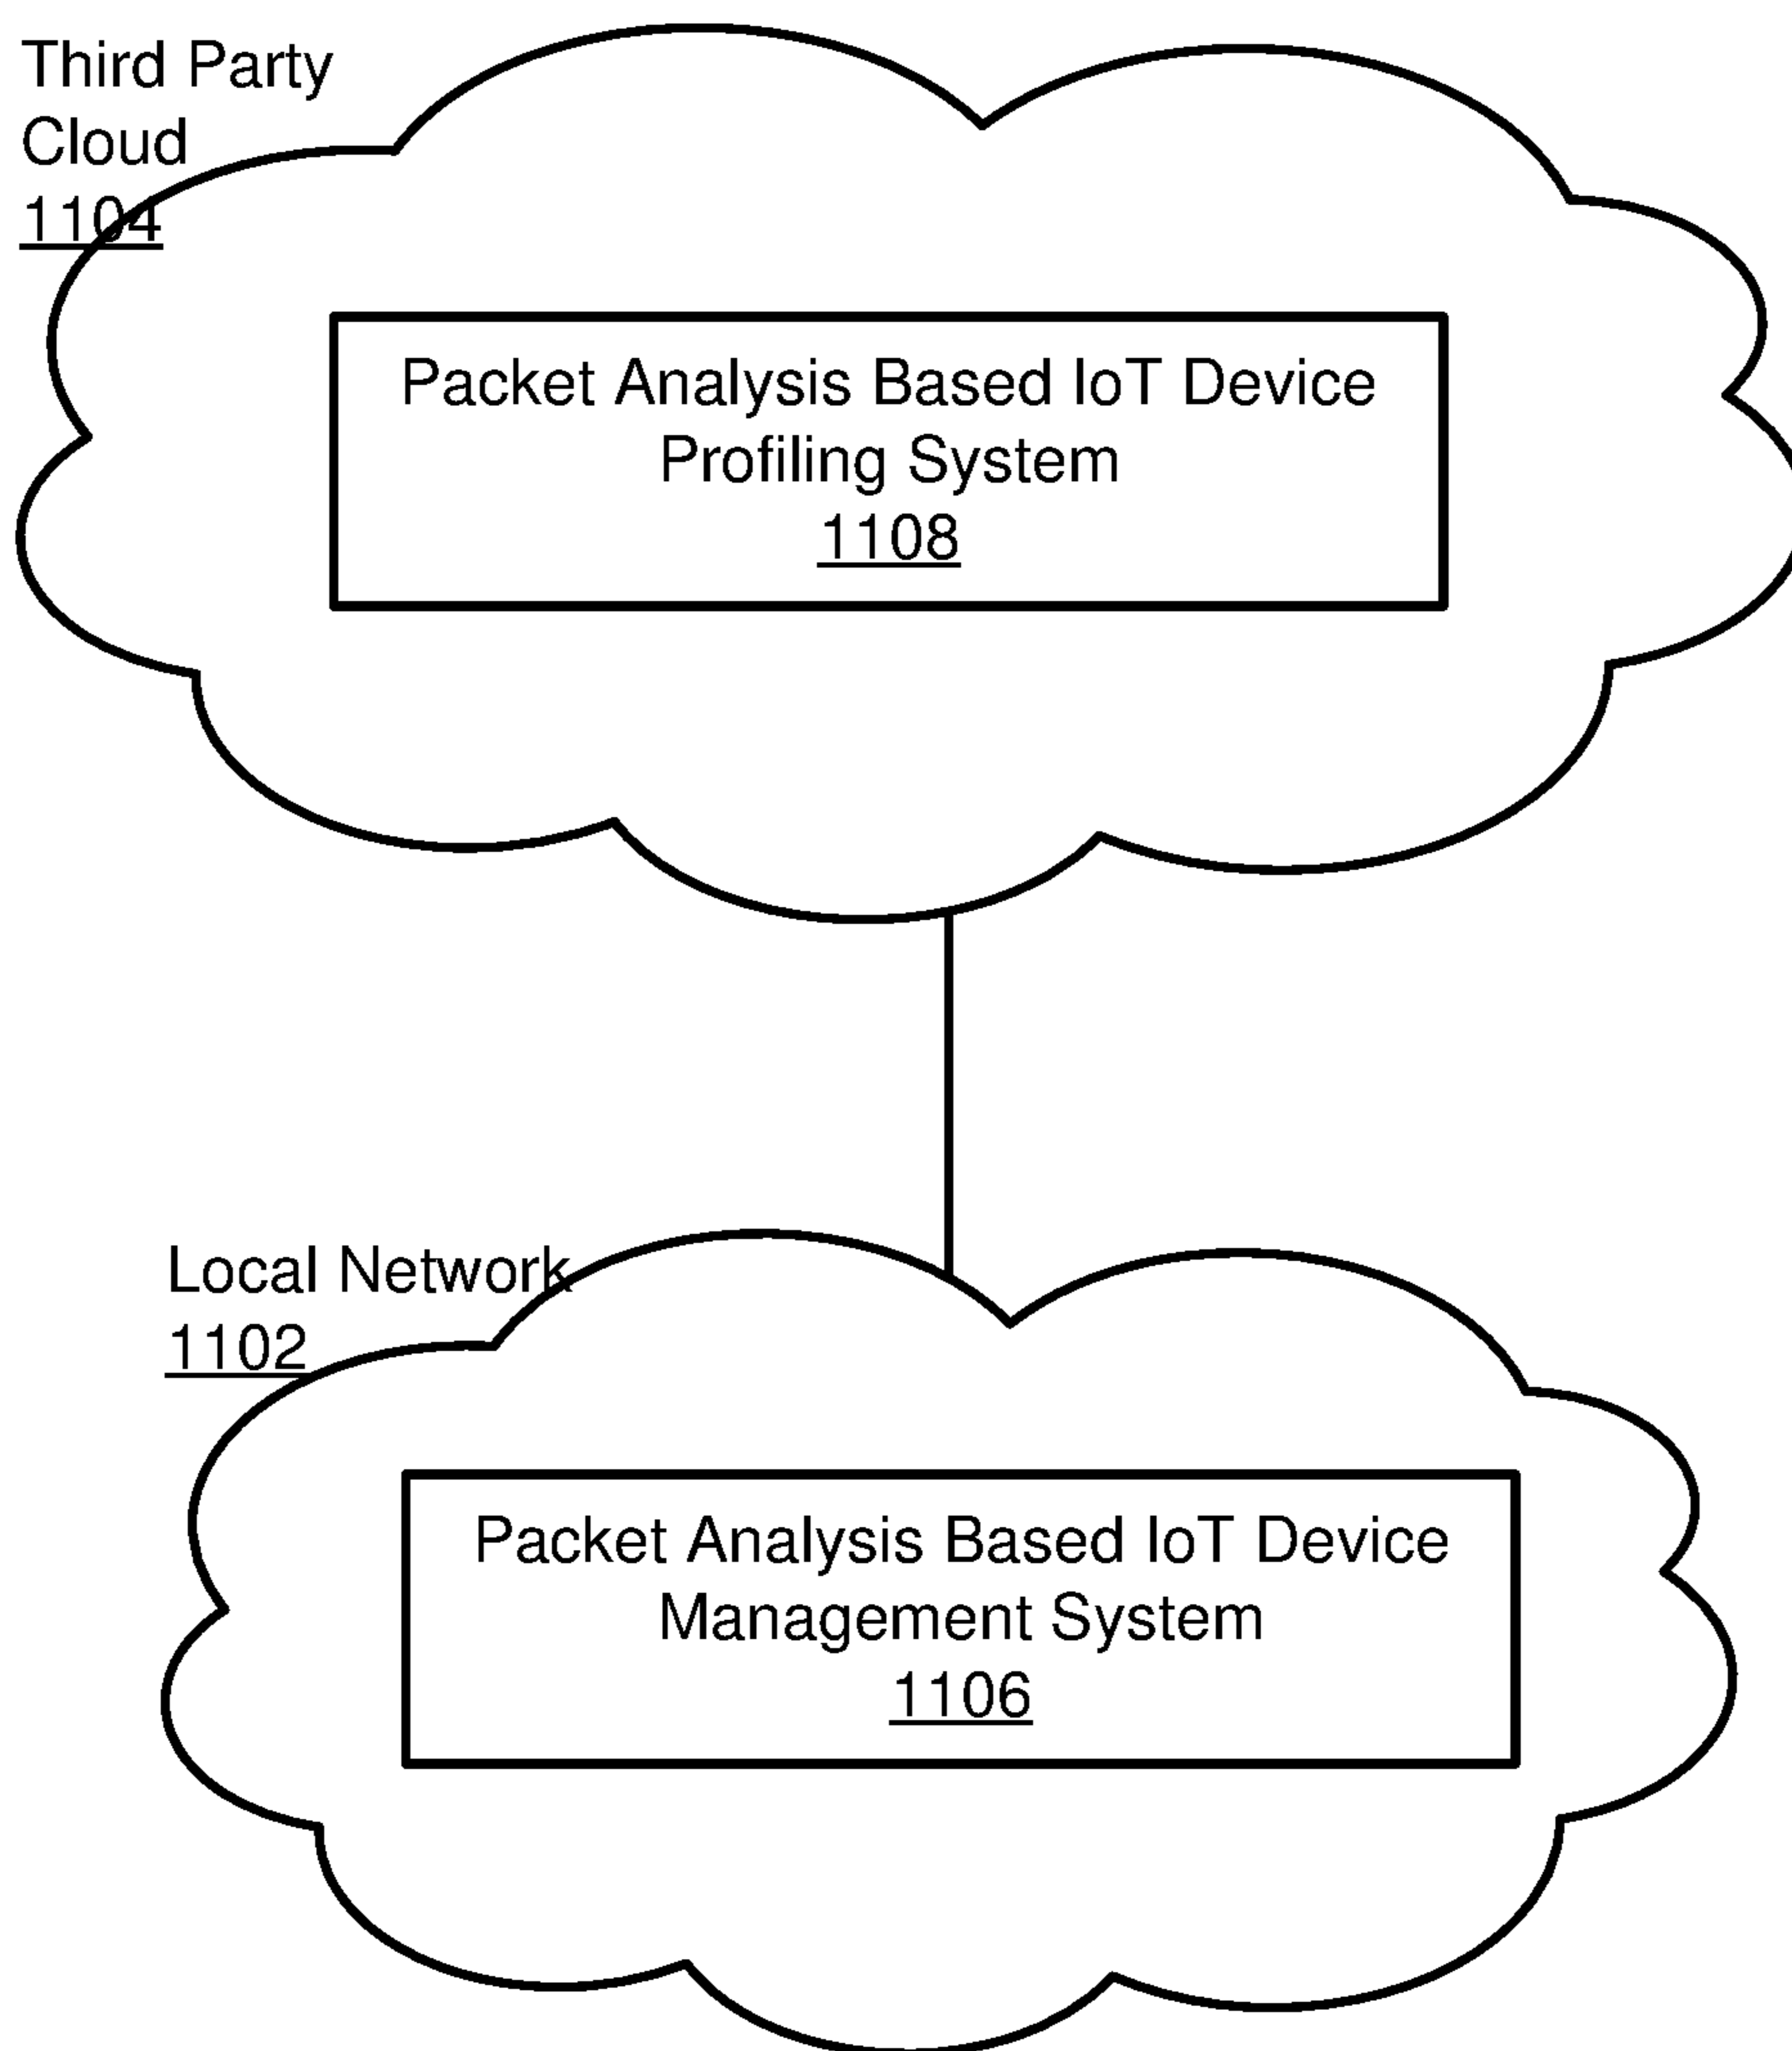 Third Party
Cloud
1104
Packet Analysis Based IoT Device
Profiling System
1108
Local Network
1102
Packet Analysis Based IoT Device
Management System
1106